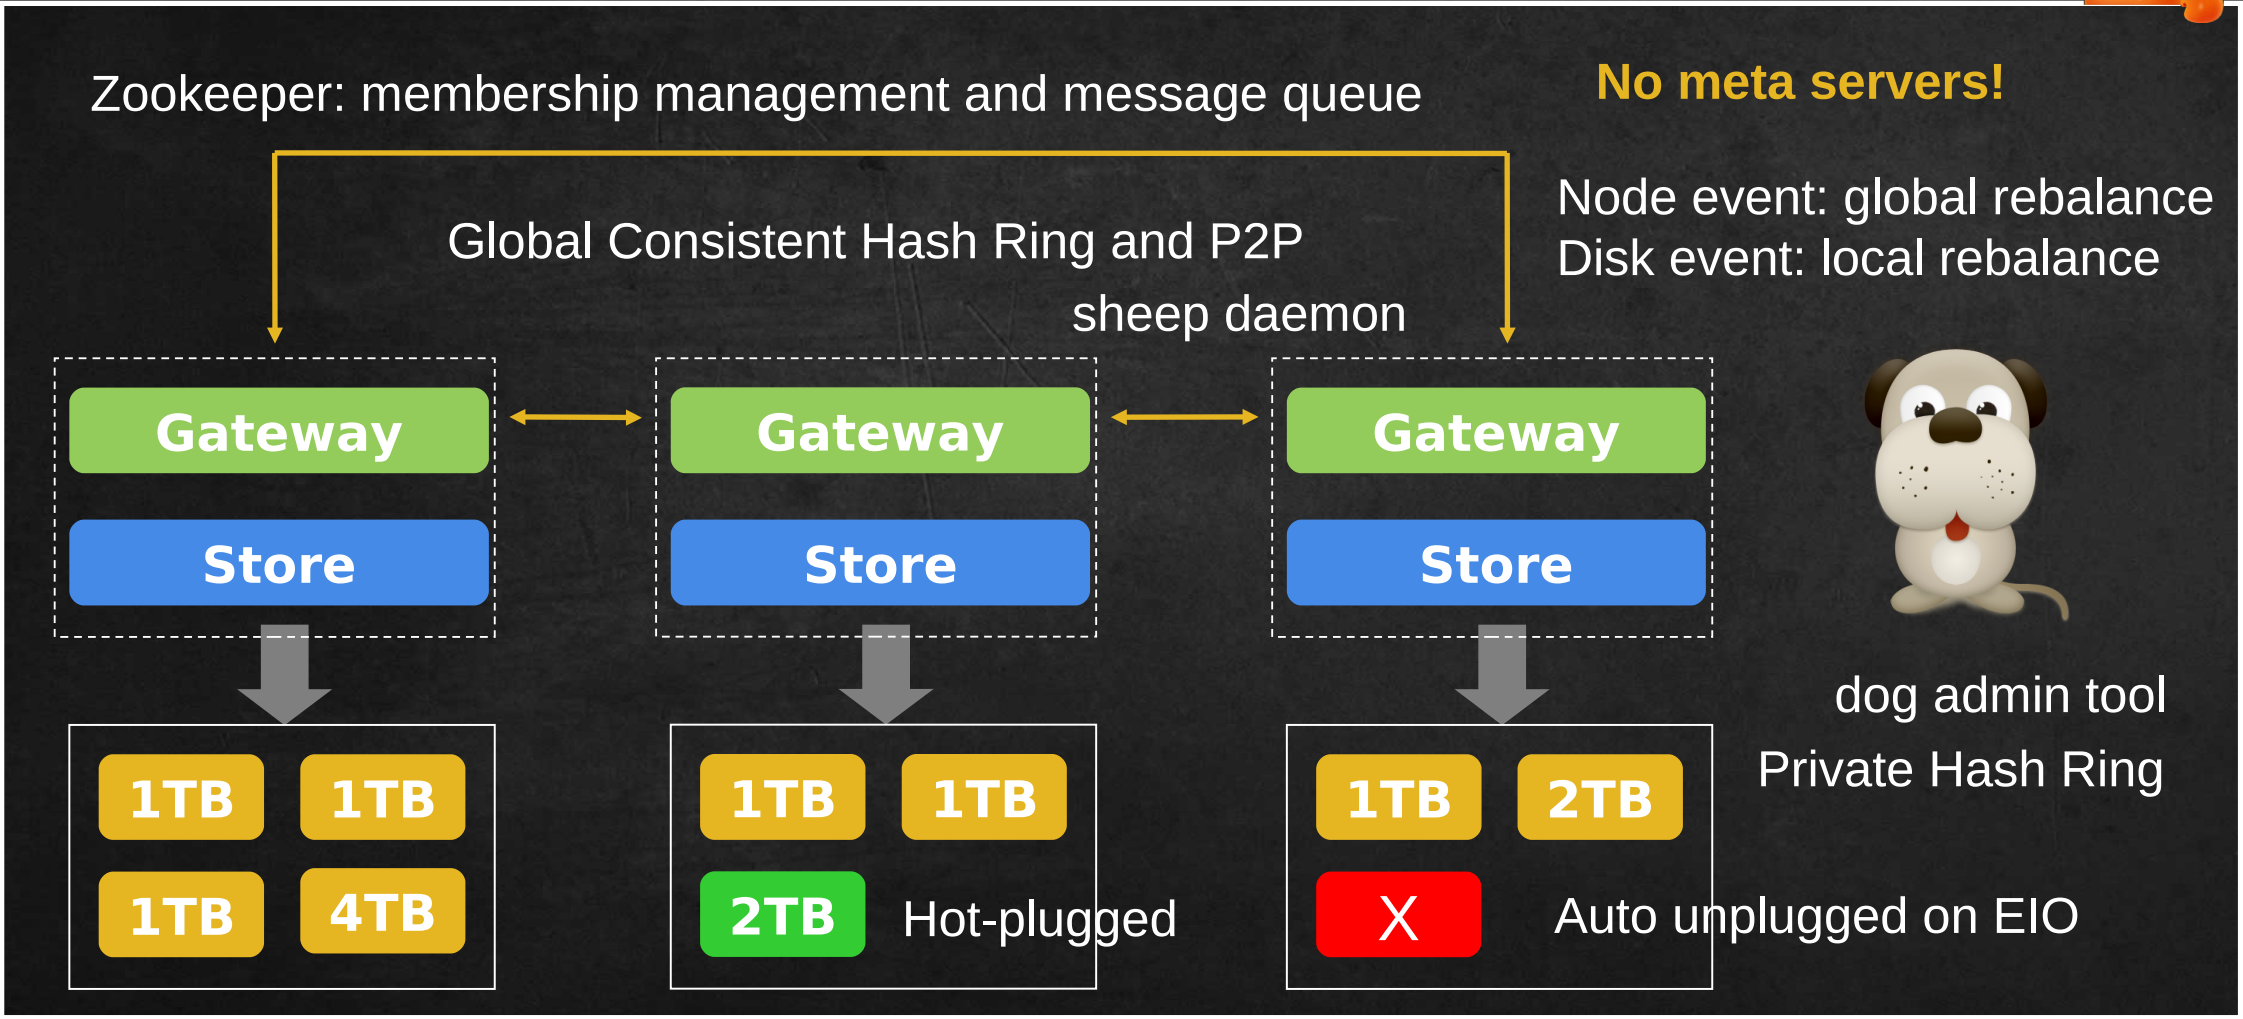 Zookeeper: membership management and message queue
No meta servers!
Node event: global rebalance
Disk event: local rebalance
Global Consistent Hash Ring and P2P
sheep daemon
Gateway
Gateway
Gateway
Store
Store
Store
dog admin tool
Private Hash Ring
1TB
1TB
1TB
4TB
1TB
1TB
2TB
Hot-plugged
1TB
2TB
X
Auto unplugged on EIO